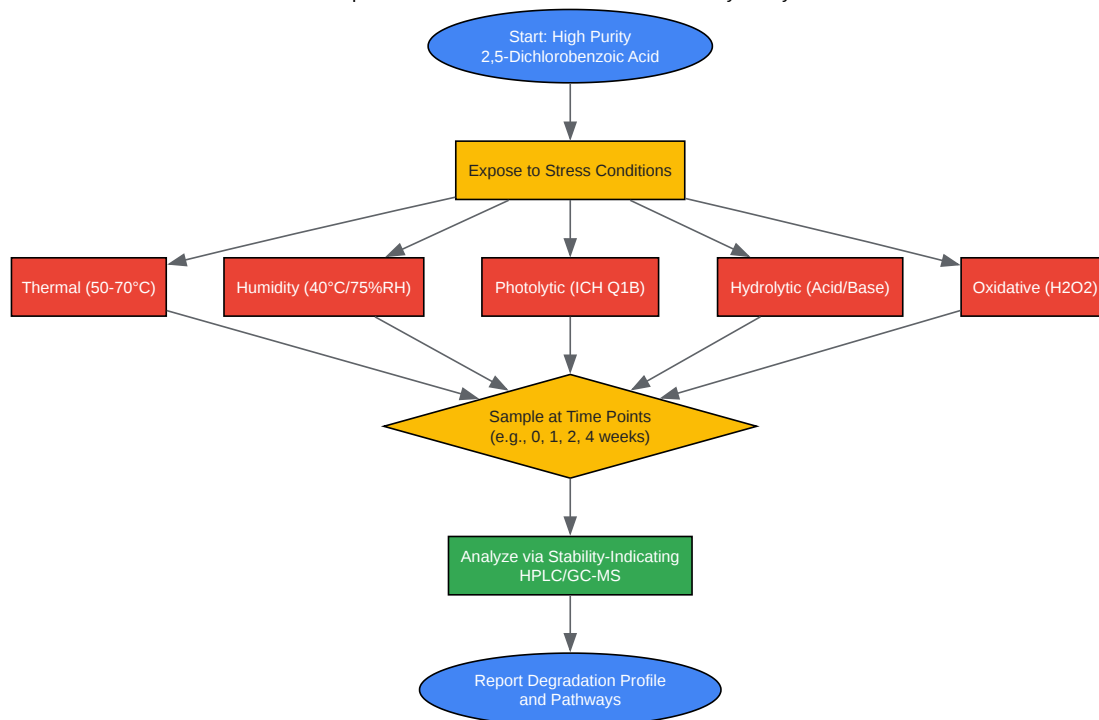 Start: High Purity
2,5-Dichlorobenzoic Acid
Expose to Stress Conditions
Thermal (50-70°C)
Humidity (40°C/75%RH)
Photolytic (ICH Q1B)
Hydrolytic (Acid/Base)
Oxidative (H2O2)
Sample at Time Points
(e.g., 0, 1, 2, 4 weeks)
Analyze via Stability-Indicating
HPLC/GC-MS
Report Degradation Profile
and Pathways